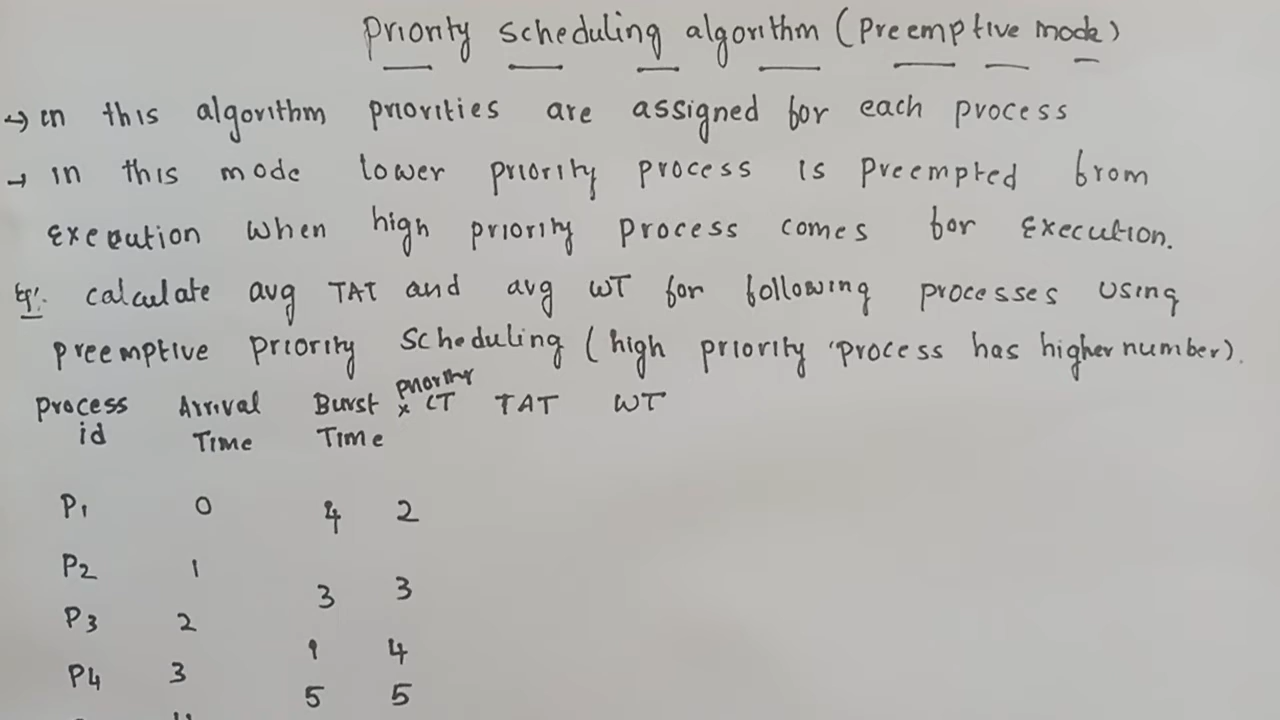 Priority scheduling algorithm (Preemptive mode)
→ in this algorithm priorities are assigned for each process
→ in this mode lower priority process is preempted from
execution when high priority process comes for execution.
Eg:- calculate avg TAT and avg WT for following processes using
preemptive priority scheduling (high priority process has higher number).
priority
process Arrival Burst x CT TAT WT
id Time Time
P1 0 4 2
P2 1 3 3
P3 2 1 4
P4 3 5 5